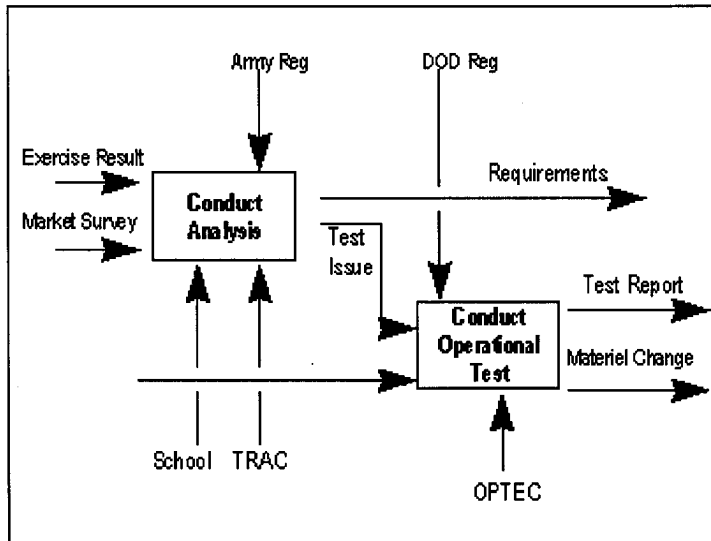 Army Reg
DOD Reg
Exercise Result
Market Survey
Conduct
Analysis
Requirements
Test
Issue
Test Report
Conduct
Operational
Test
Materiel Change
School
TRAC
OPTEC